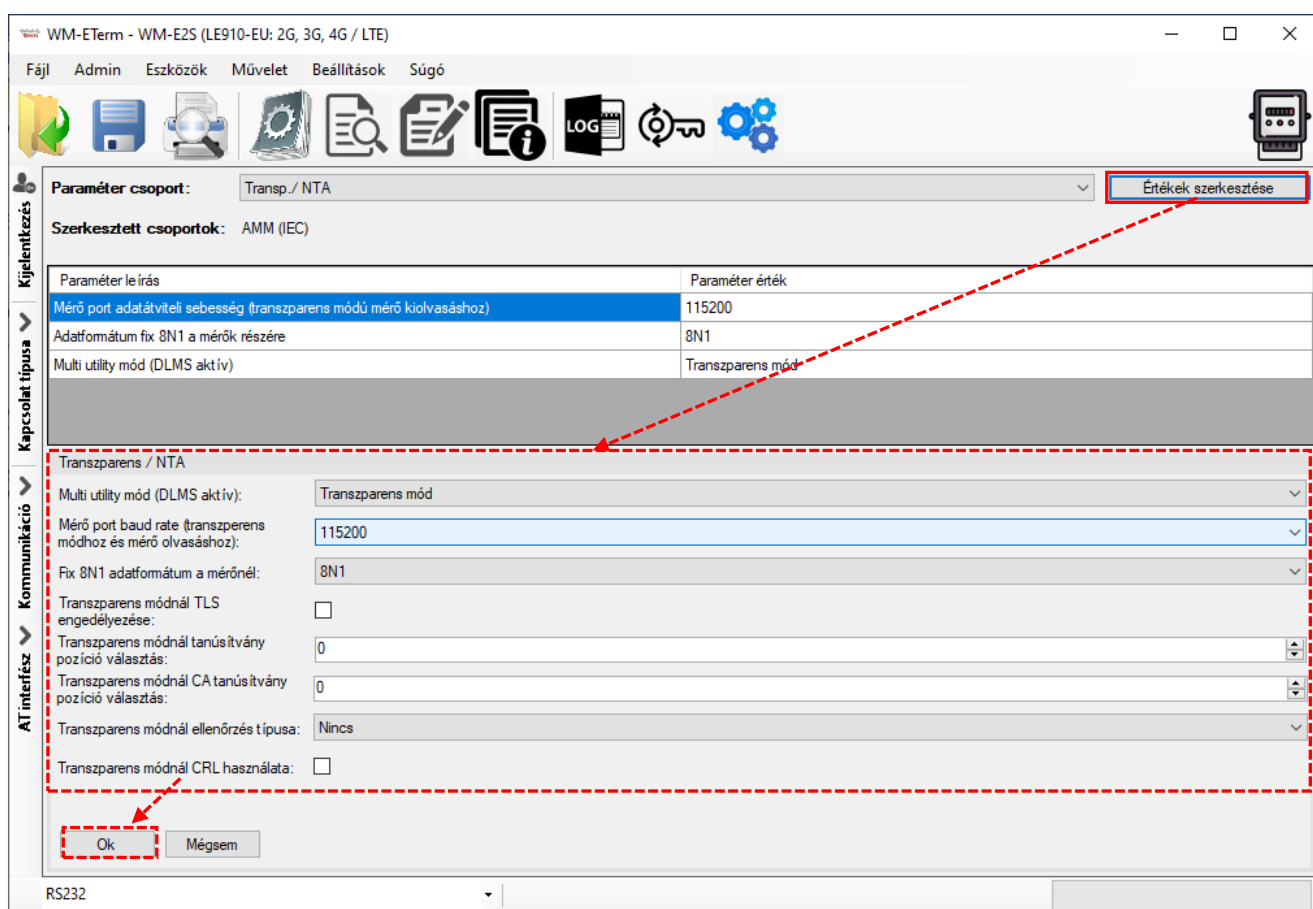 WM-ETerm - WM-E2S (LE910-EU: 2G, 3G, 4G / LTE)
Fájl Admin Eszközök Művelet Beállítások Súgó
LOG
Paraméter csoport: Transp./ NTA Értékek szerkesztése
Szerkesztett csoportok: AMM (IEC)
Kijelentkezés
Kapcsolat típusa
Kommunikáció
AT interfész
Paraméter leírás Paraméter érték
Mérő port adatátviteli sebesség (transzparens módú mérő kiolvasáshoz) 115200
Adatformátum fix 8N1 a mérők részére 8N1
Multi utility mód (DLMS aktív) Transzparens mód
Transzparens / NTA
Multi utility mód (DLMS aktív): Transzparens mód
Mérő port baud rate (transzperens
módhoz és mérő olvasáshoz): 115200
Fix 8N1 adatformátum a mérőnél: 8N1
Transzparens módnál TLS
engedélyezése:
Transzparens módnál tanúsítvány
pozíció választás: 0
Transzparens módnál CA tanúsítvány
pozíció választás: 0
Transzparens módnál ellenőrzés típusa: Nincs
Transzparens módnál CRL használata:
Ok Mégsem
RS232